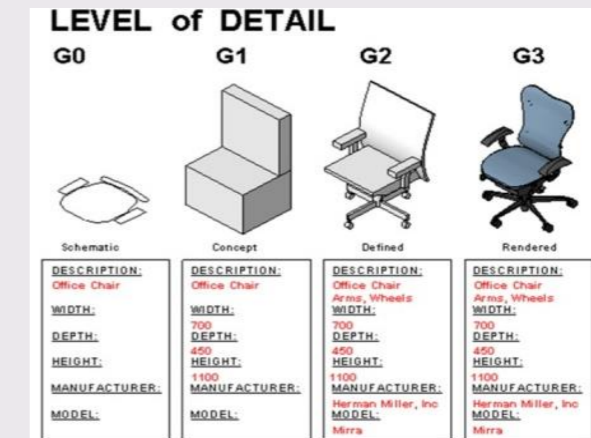 LEVEL of DETAIL
G0
G1
G2
G3
Schematic
Concept
Defined
Rendered
DESCRIPTION:
Office Chair
WIDTH:
DEPTH:
HEIGHT:
MANUFACTURER:
MODEL:
DESCRIPTION:
Office Chair
WIDTH:
700
DEPTH:
450
HEIGHT:
1100
MANUFACTURER:
MODEL:
DESCRIPTION:
Office Chair
Arms, Wheels
WIDTH:
700
DEPTH:
450
HEIGHT:
1100
MANUFACTURER:
Herman Miller, Inc
MODEL:
Mirra
DESCRIPTION:
Office Chair
Arms, Wheels
WIDTH:
700
DEPTH:
450
HEIGHT:
1100
MANUFACTURER:
Herman Miller, Inc
MODEL:
Mirra